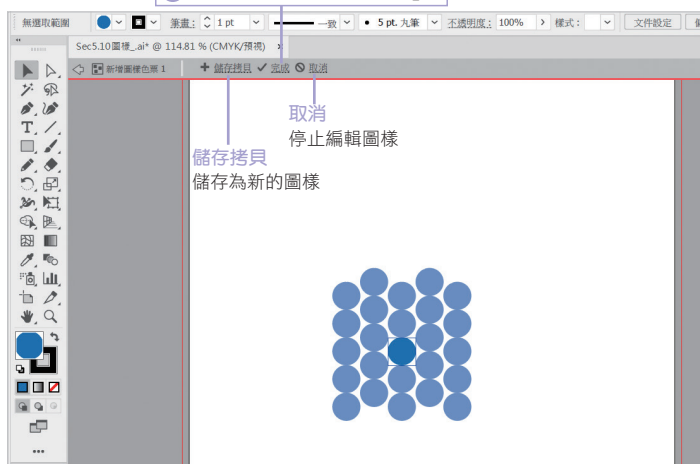 無選取範圍 筆畫： 1 pt 一致 5 pt. 丸筆 不透明度： 100% 樣式： 文件設定
Sec5.10圖樣_.ai* @ 114.81 % (CMYK/預視) ×
新增圖樣色票 1 儲存拷貝 完成 取消
取消
停止編輯圖樣
儲存拷貝
儲存為新的圖樣